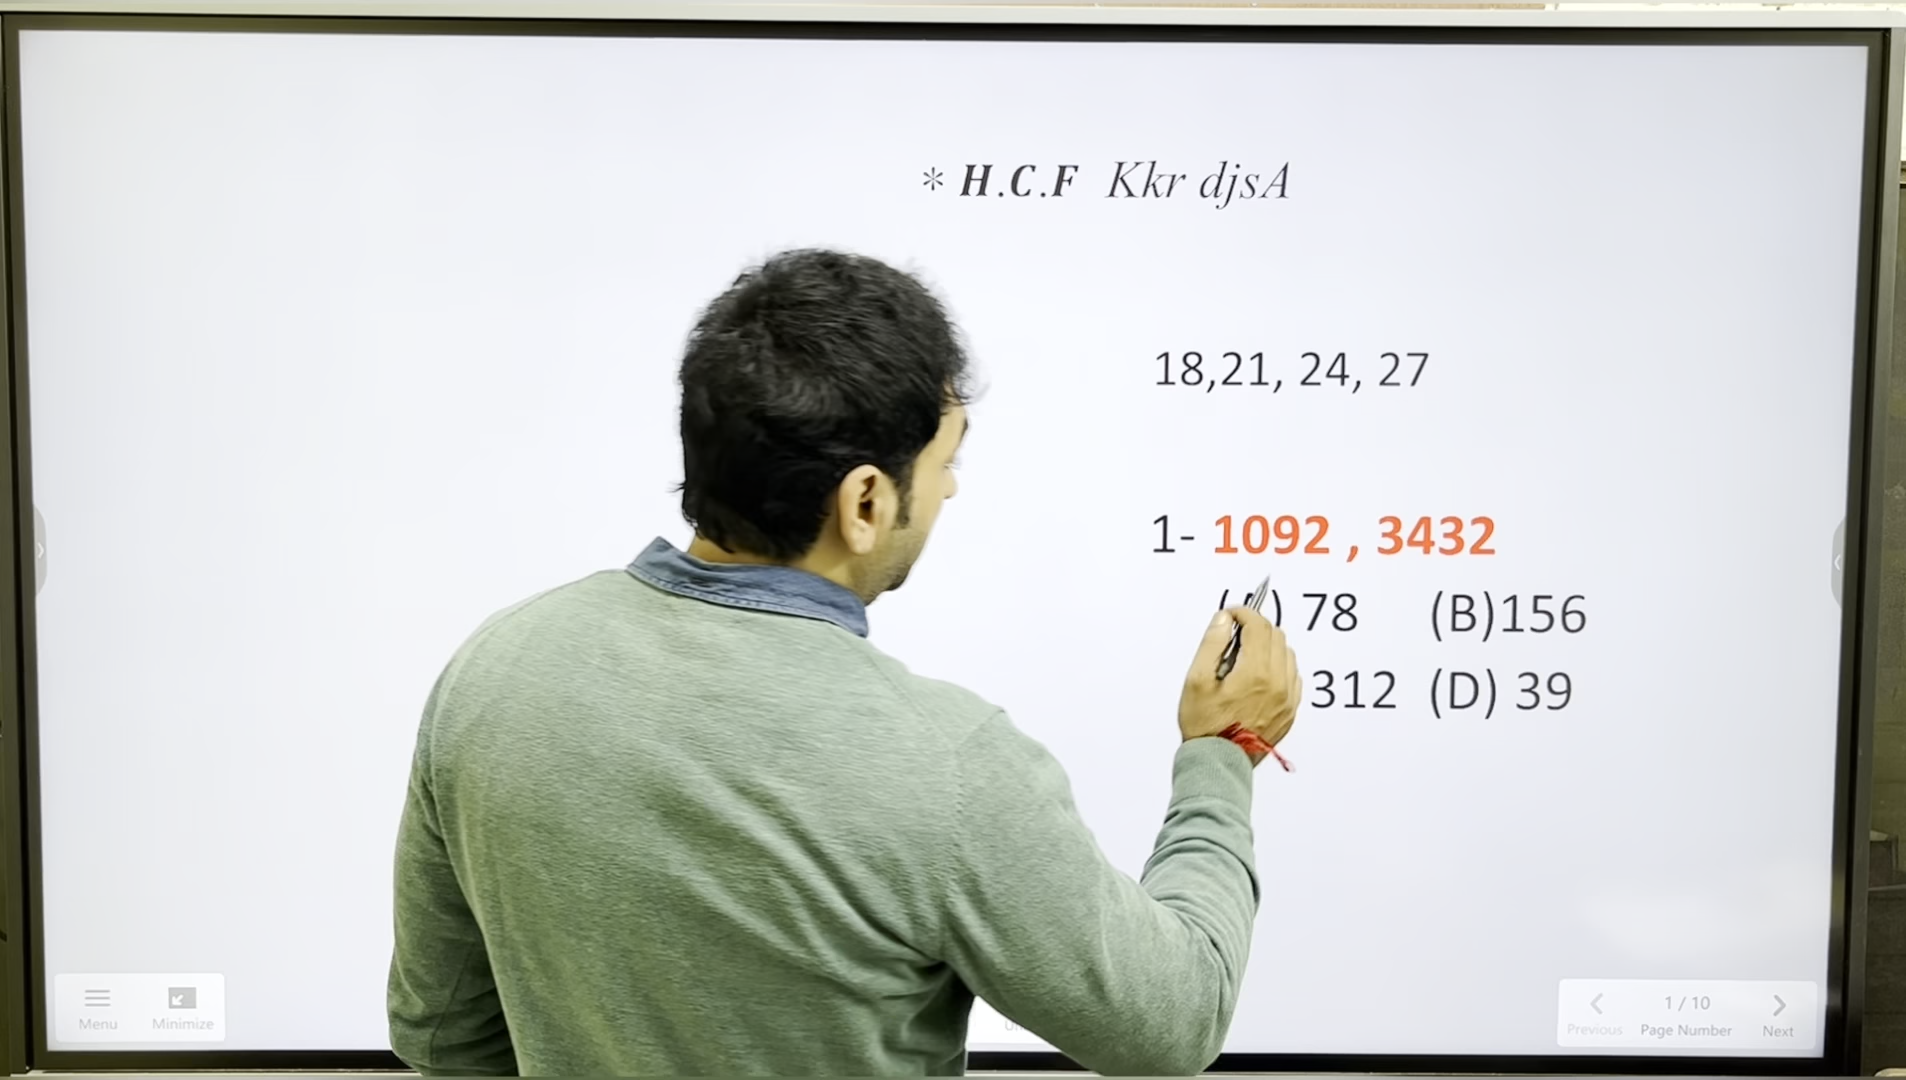 * H.C.F Kkr djsA
18,21, 24, 27
1- 1092 , 3432
78 (B)156
312 (D) 39
Menu Minimize
1 / 10
Previous Page Number Next